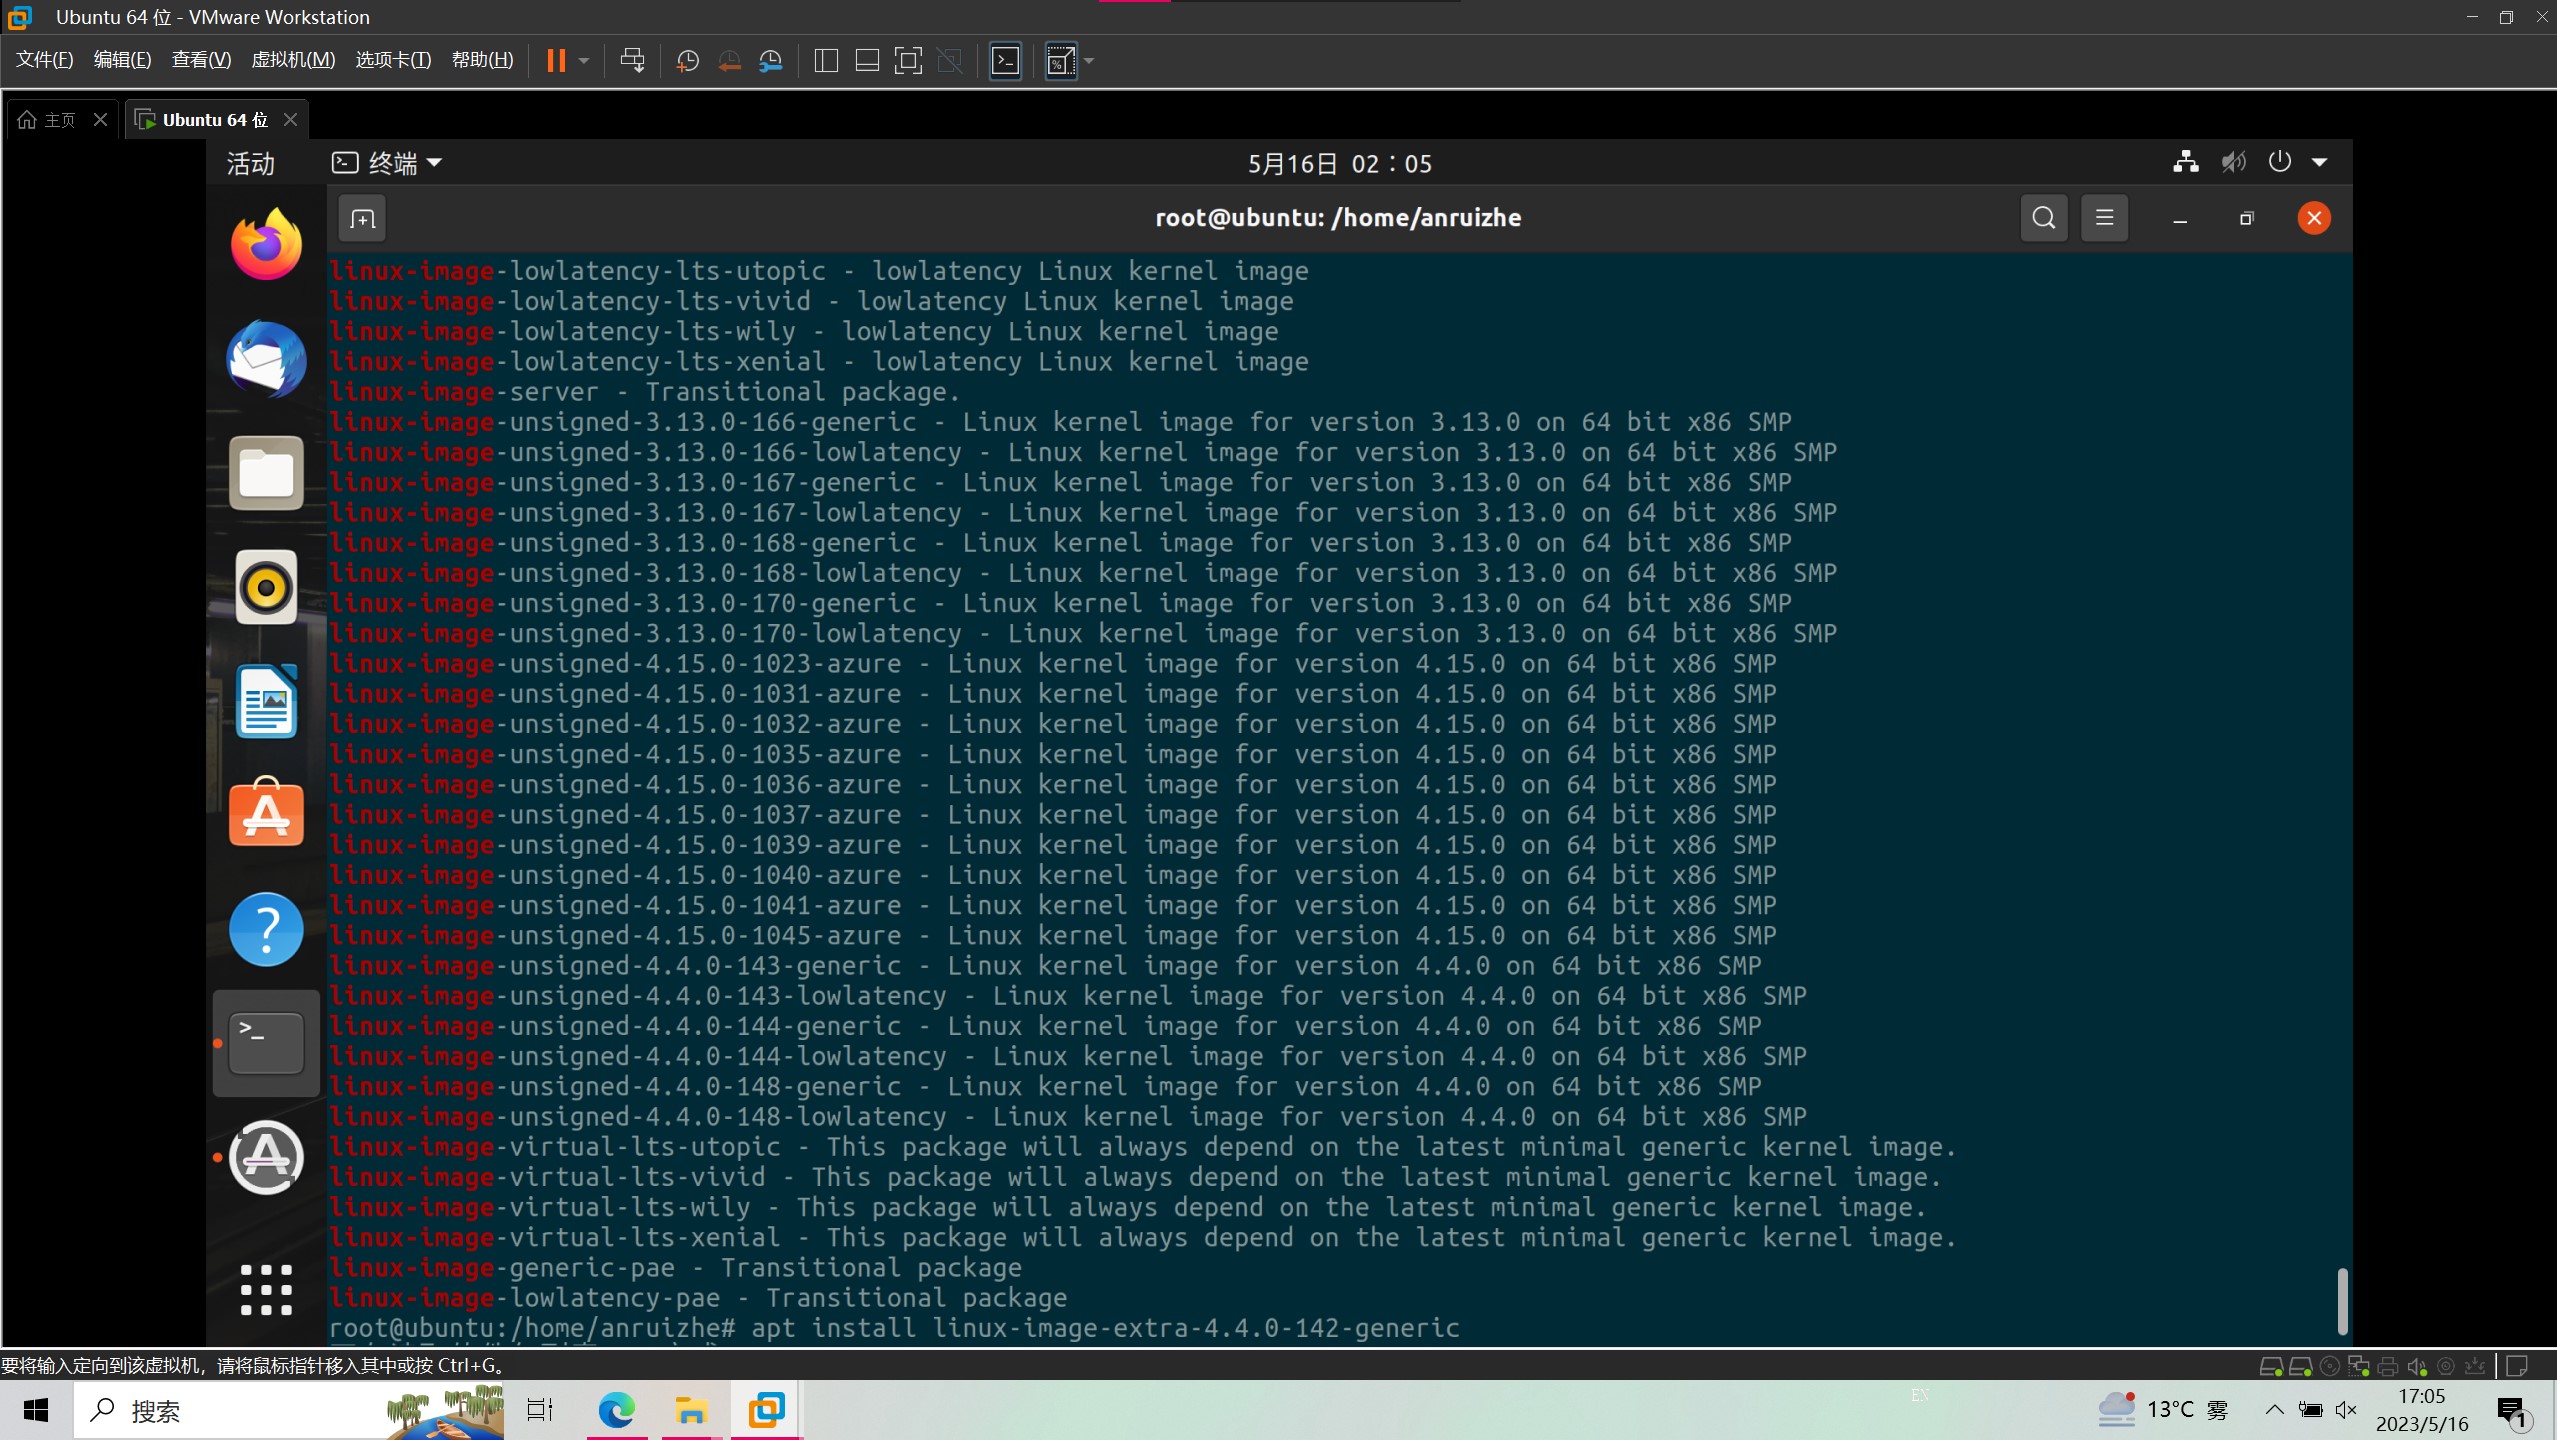 Ubuntu 64 位 - VMware Workstation
文件(F) 编辑(E) 查看(V) 虚拟机(M) 选项卡(T) 帮助(H)
主页 Ubuntu 64 位
活动 终端 5月16日 02：05
root@ubuntu: /home/anruizhe
linux-image-lowlatency-lts-utopic - lowlatency Linux kernel image
linux-image-lowlatency-lts-vivid - lowlatency Linux kernel image
linux-image-lowlatency-lts-wily - lowlatency Linux kernel image
linux-image-lowlatency-lts-xenial - lowlatency Linux kernel image
linux-image-server - Transitional package.
linux-image-unsigned-3.13.0-166-generic - Linux kernel image for version 3.13.0 on 64 bit x86 SMP
linux-image-unsigned-3.13.0-166-lowlatency - Linux kernel image for version 3.13.0 on 64 bit x86 SMP
linux-image-unsigned-3.13.0-167-generic - Linux kernel image for version 3.13.0 on 64 bit x86 SMP
linux-image-unsigned-3.13.0-167-lowlatency - Linux kernel image for version 3.13.0 on 64 bit x86 SMP
linux-image-unsigned-3.13.0-168-generic - Linux kernel image for version 3.13.0 on 64 bit x86 SMP
linux-image-unsigned-3.13.0-168-lowlatency - Linux kernel image for version 3.13.0 on 64 bit x86 SMP
linux-image-unsigned-3.13.0-170-generic - Linux kernel image for version 3.13.0 on 64 bit x86 SMP
linux-image-unsigned-3.13.0-170-lowlatency - Linux kernel image for version 3.13.0 on 64 bit x86 SMP
linux-image-unsigned-4.15.0-1023-azure - Linux kernel image for version 4.15.0 on 64 bit x86 SMP
linux-image-unsigned-4.15.0-1031-azure - Linux kernel image for version 4.15.0 on 64 bit x86 SMP
linux-image-unsigned-4.15.0-1032-azure - Linux kernel image for version 4.15.0 on 64 bit x86 SMP
linux-image-unsigned-4.15.0-1035-azure - Linux kernel image for version 4.15.0 on 64 bit x86 SMP
linux-image-unsigned-4.15.0-1036-azure - Linux kernel image for version 4.15.0 on 64 bit x86 SMP
linux-image-unsigned-4.15.0-1037-azure - Linux kernel image for version 4.15.0 on 64 bit x86 SMP
linux-image-unsigned-4.15.0-1039-azure - Linux kernel image for version 4.15.0 on 64 bit x86 SMP
linux-image-unsigned-4.15.0-1040-azure - Linux kernel image for version 4.15.0 on 64 bit x86 SMP
linux-image-unsigned-4.15.0-1041-azure - Linux kernel image for version 4.15.0 on 64 bit x86 SMP
linux-image-unsigned-4.15.0-1045-azure - Linux kernel image for version 4.15.0 on 64 bit x86 SMP
linux-image-unsigned-4.4.0-143-generic - Linux kernel image for version 4.4.0 on 64 bit x86 SMP
linux-image-unsigned-4.4.0-143-lowlatency - Linux kernel image for version 4.4.0 on 64 bit x86 SMP
linux-image-unsigned-4.4.0-144-generic - Linux kernel image for version 4.4.0 on 64 bit x86 SMP
linux-image-unsigned-4.4.0-144-lowlatency - Linux kernel image for version 4.4.0 on 64 bit x86 SMP
linux-image-unsigned-4.4.0-148-generic - Linux kernel image for version 4.4.0 on 64 bit x86 SMP
linux-image-unsigned-4.4.0-148-lowlatency - Linux kernel image for version 4.4.0 on 64 bit x86 SMP
linux-image-virtual-lts-utopic - This package will always depend on the latest minimal generic kernel image.
linux-image-virtual-lts-vivid - This package will always depend on the latest minimal generic kernel image.
linux-image-virtual-lts-wily - This package will always depend on the latest minimal generic kernel image.
linux-image-virtual-lts-xenial - This package will always depend on the latest minimal generic kernel image.
linux-image-generic-pae - Transitional package
linux-image-lowlatency-pae - Transitional package
root@ubuntu:/home/anruizhe# apt install linux-image-extra-4.4.0-142-generic
要将输入定向到该虚拟机，请将鼠标指针移入其中或按 Ctrl+G。
搜索 EX 13°C 雾 17:05
2023/5/16 1